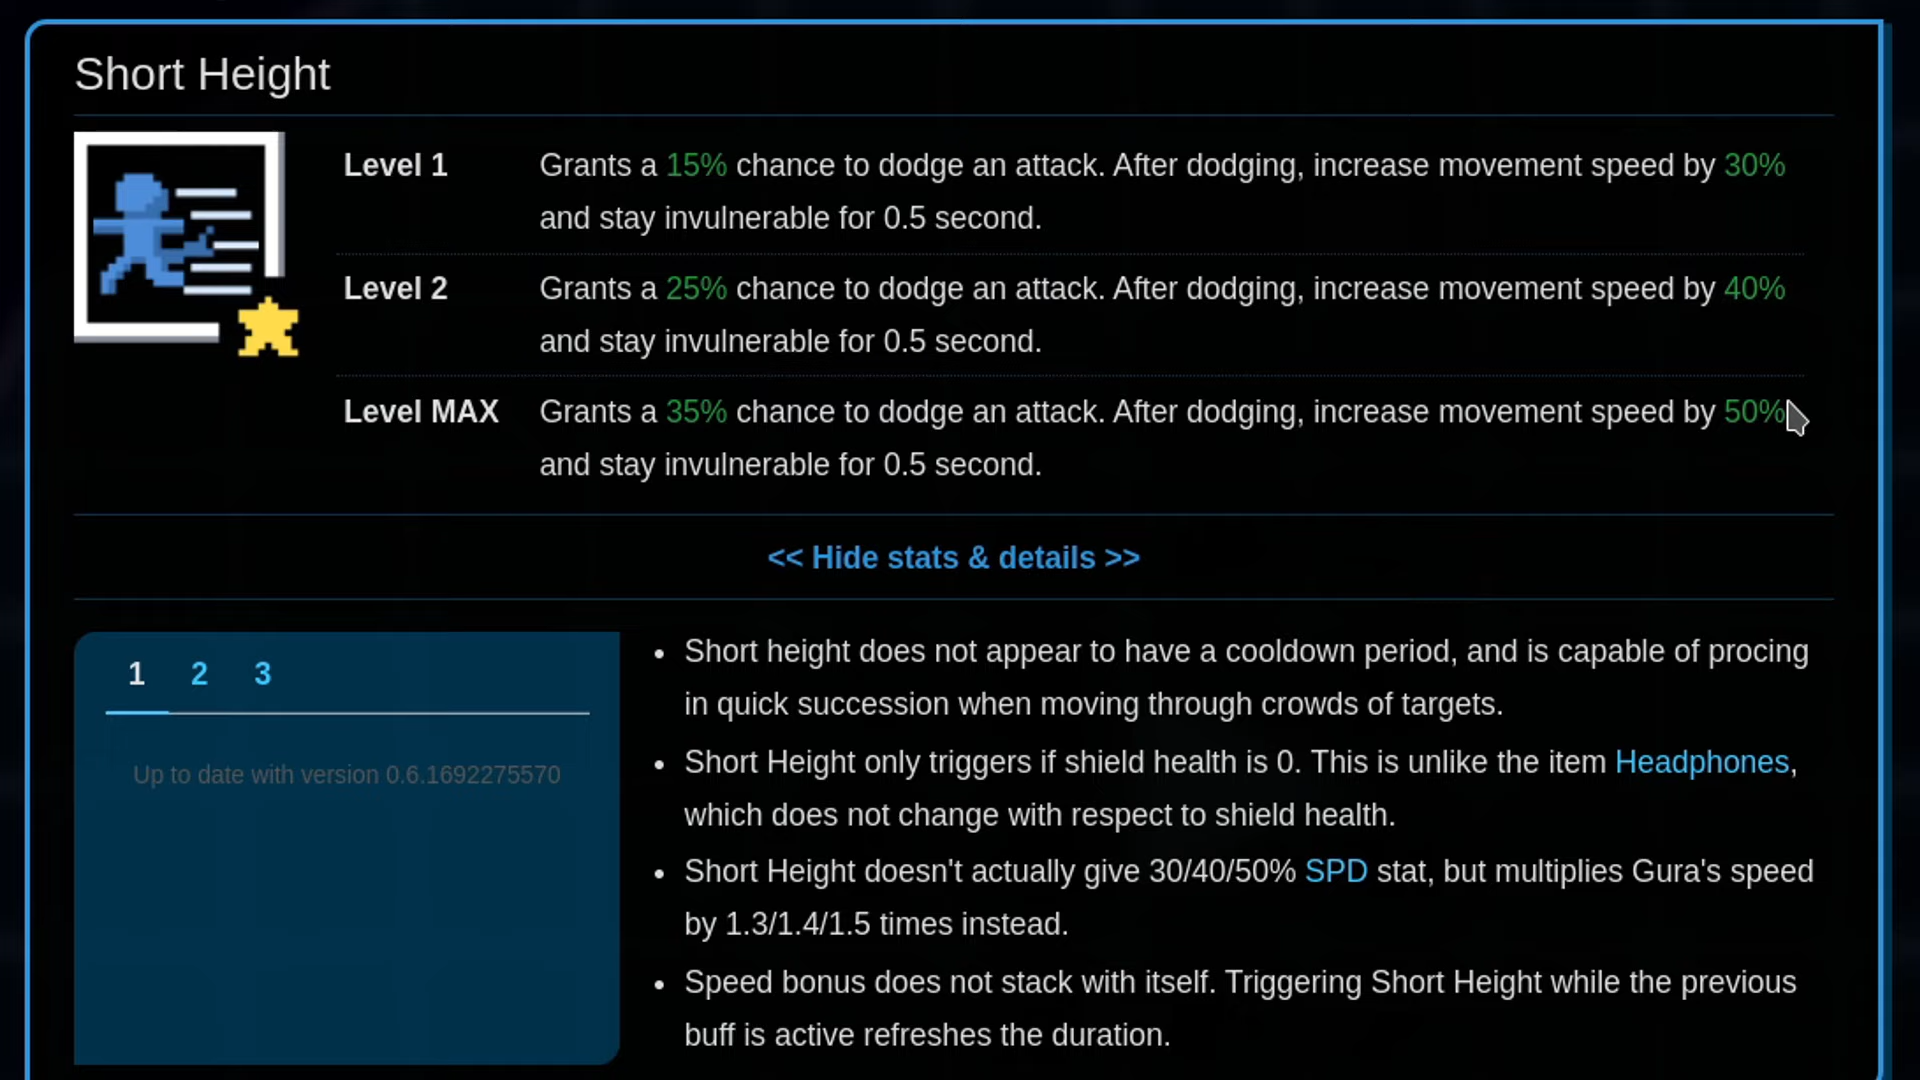 Short Height
Level 1
Grants a 15% chance to dodge an attack. After dodging, increase movement speed by 30%
and stay invulnerable for 0.5 second.
Level 2
Grants a 25% chance to dodge an attack. After dodging, increase movement speed by 40%
and stay invulnerable for 0.5 second.
Level MAX
Grants a 35% chance to dodge an attack. After dodging, increase movement speed by 50%
and stay invulnerable for 0.5 second.
<< Hide stats & details >>
1 2 3
Up to date with version 0.6.1692275570
• Short height does not appear to have a cooldown period, and is capable of procing
in quick succession when moving through crowds of targets.
• Short Height only triggers if shield health is 0. This is unlike the item Headphones,
which does not change with respect to shield health.
• Short Height doesn't actually give 30/40/50% SPD stat, but multiplies Gura's speed
by 1.3/1.4/1.5 times instead.
• Speed bonus does not stack with itself. Triggering Short Height while the previous
buff is active refreshes the duration.